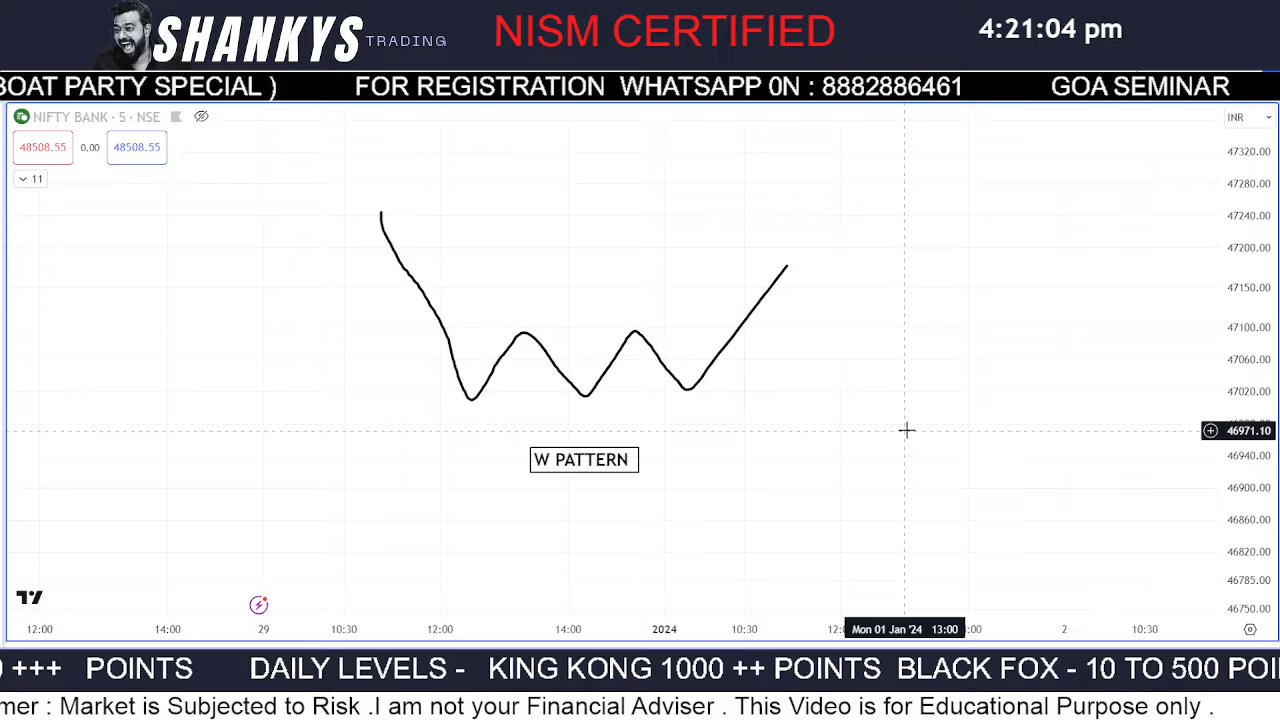 SHANKYS TRADING
NISM CERTIFIED
4:21:04 pm
BOAT PARTY SPECIAL ) FOR REGISTRATION WHATSAPP 0N : 8882886461 GOA SEMINAR
NIFTY BANK · 5 · NSE
INR
48508.55 0.00 48508.55
11
47320.00
47280.00
47240.00
47200.00
47150.00
47100.00
47060.00
47020.00
46971.10
46940.00
46900.00
46860.00
46820.00
46785.00
46750.00
W PATTERN
12:00 14:00 29 10:30 12:00 14:00 2024 10:30 Mon 01 Jan '24 13:00 2 10:30
0 +++ POINTS DAILY LEVELS - KING KONG 1000 ++ POINTS BLACK FOX - 10 TO 500 POI
mer : Market is Subjected to Risk .I am not your Financial Adviser . This Video is for Educational Purpose only .